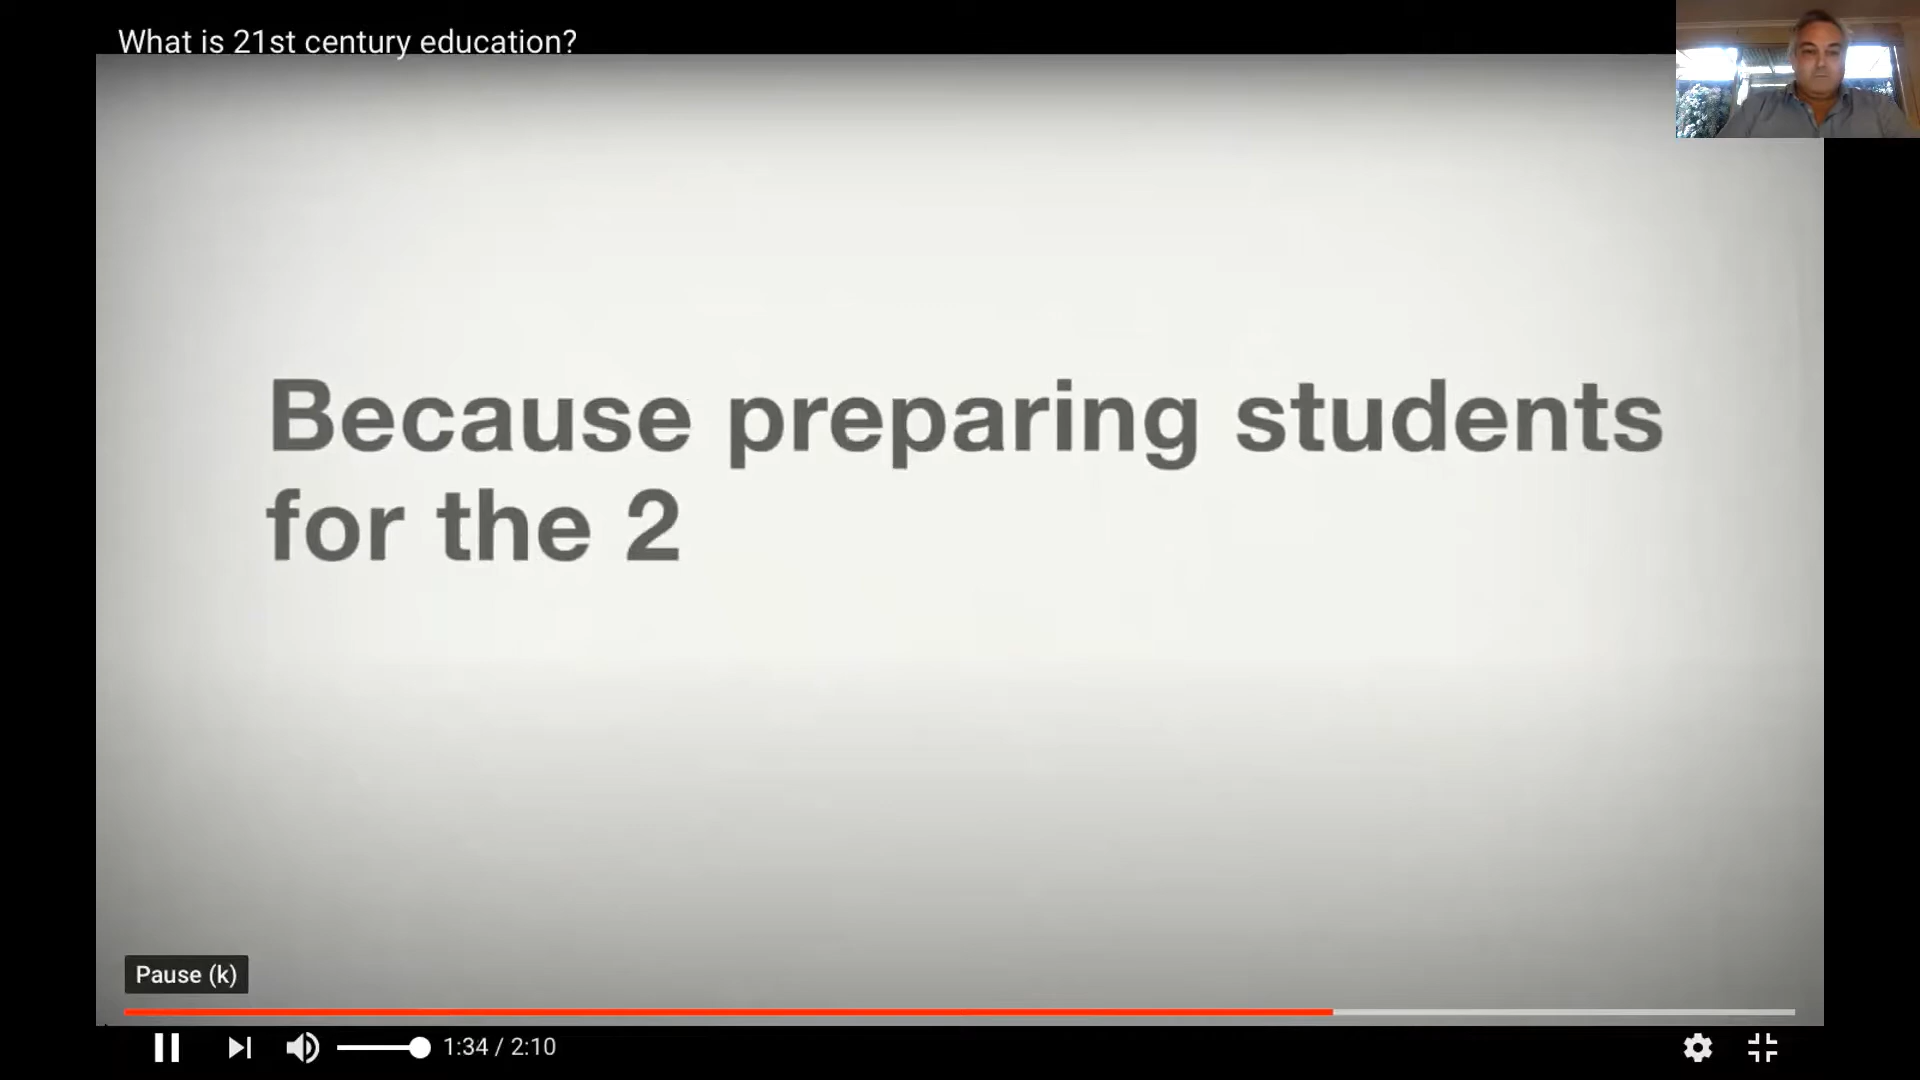 What is 21st century education?
Because preparing students
for the 2
Pause (k)
1:34 / 2:10